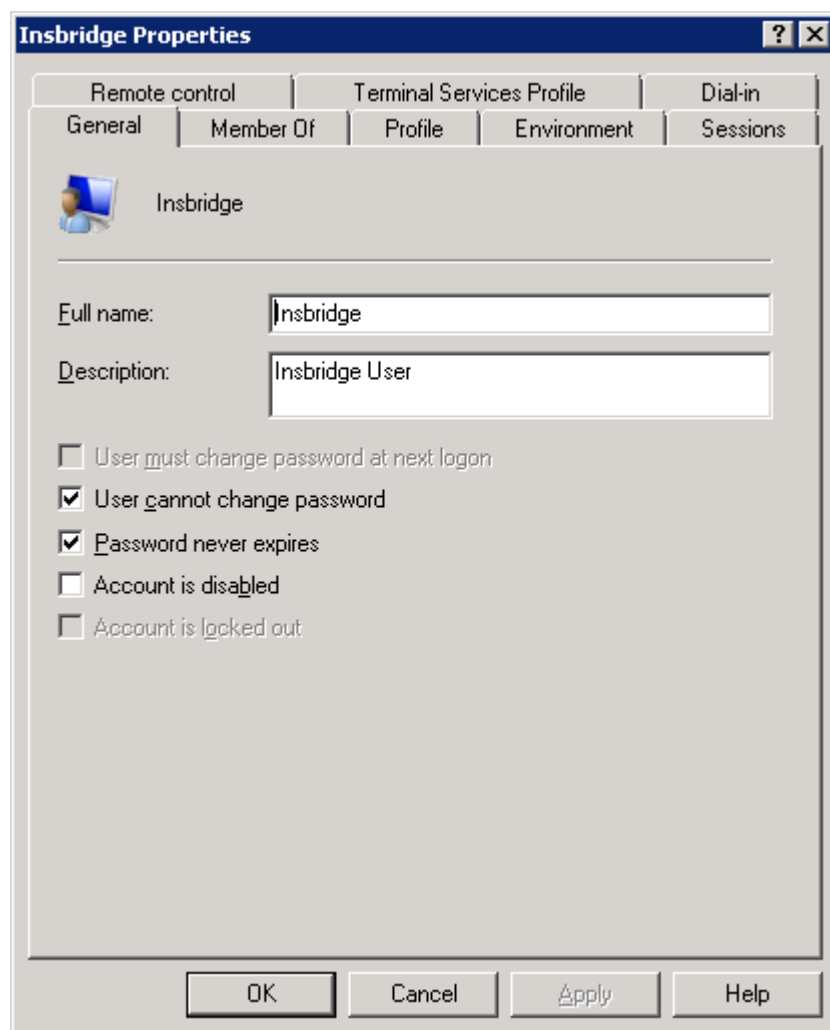 Insbridge Properties
Remote control Terminal Services Profile Dial-in
General Member Of Profile Environment Sessions
Insbridge
Full name: Insbridge
Description: Insbridge User
User must change password at next logon
User cannot change password
Password never expires
Account is disabled
Account is locked out
OK Cancel Apply Help